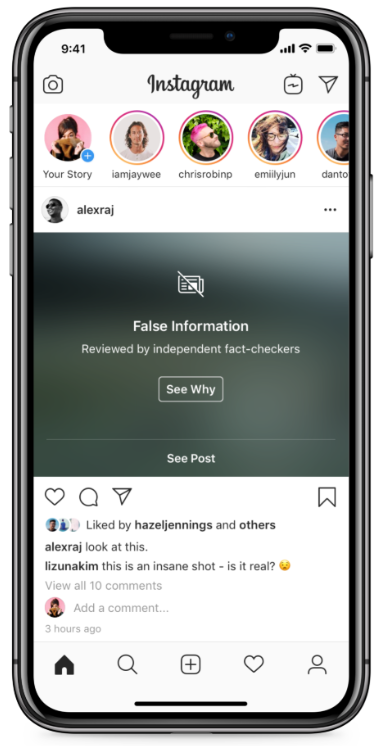 9:41
Instagram
Your Story iamjaywee chrisrobinp emiilyjun danto
alexraj
False Information
Reviewed by independent fact-checkers
See Why
See Post
Liked by hazeljennings and others
alexraj look at this.
lizunakim this is an insane shot - is it real? 😧
View all 10 comments
Add a comment...
3 hours ago